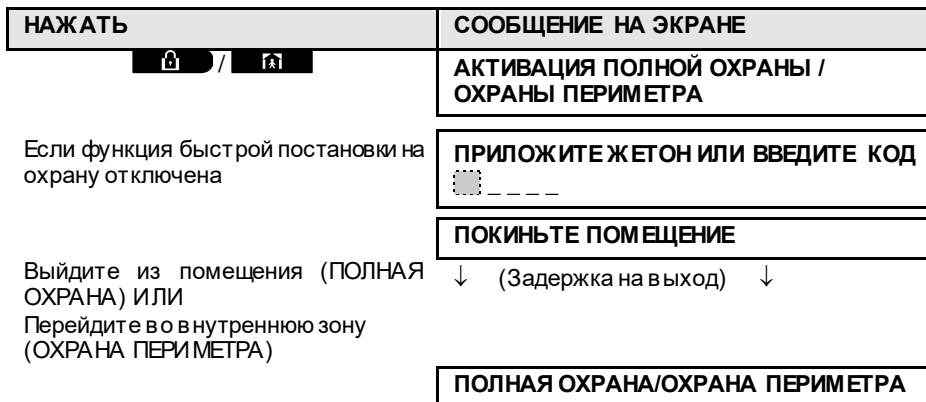 НАЖАТЬ
СООБЩЕНИЕ НА ЭКРАНЕ
/
АКТИВАЦИЯ ПОЛНОЙ ОХРАНЫ /
ОХРАНЫ ПЕРИМЕТРА
Если функция быстрой постановки на
охрану отключена
ПРИЛОЖИТЕ ЖЕТОН ИЛИ ВВЕДИТЕ КОД
_ _ _ _
ПОКИНЬТЕ ПОМЕЩЕНИЕ
Выйдите из помещения (ПОЛНАЯ
ОХРАНА) ИЛИ
Перейдите во внутреннюю зону
(ОХРАНА ПЕРИМЕТРА)
↓ (Задержка на выход) ↓
ПОЛНАЯ ОХРАНА/ОХРАНА ПЕРИМЕТРА